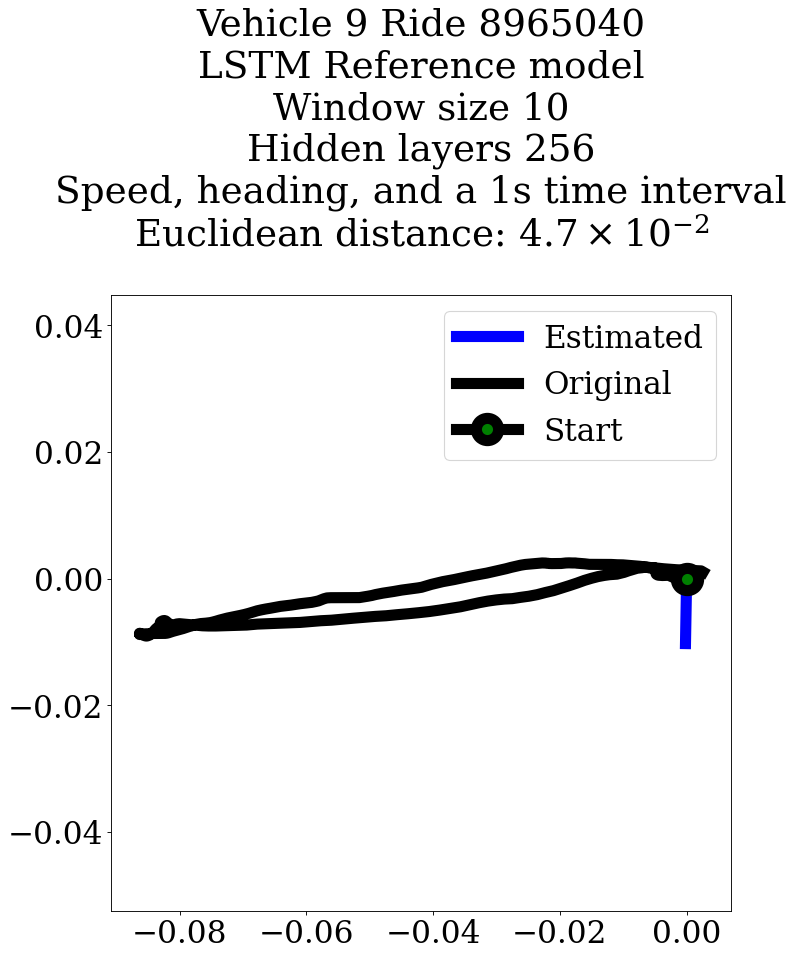 Vehicle 9 Ride 8965040
LSTM Reference model
Window size 10
Hidden layers 256
Speed, heading, and a 1s time interval
Euclidean distance: 4.7 × 10⁻²
Estimated
Original
Start
0.04
0.02
0.00
−0.02
−0.04
−0.08
−0.06
−0.04
−0.02
0.00